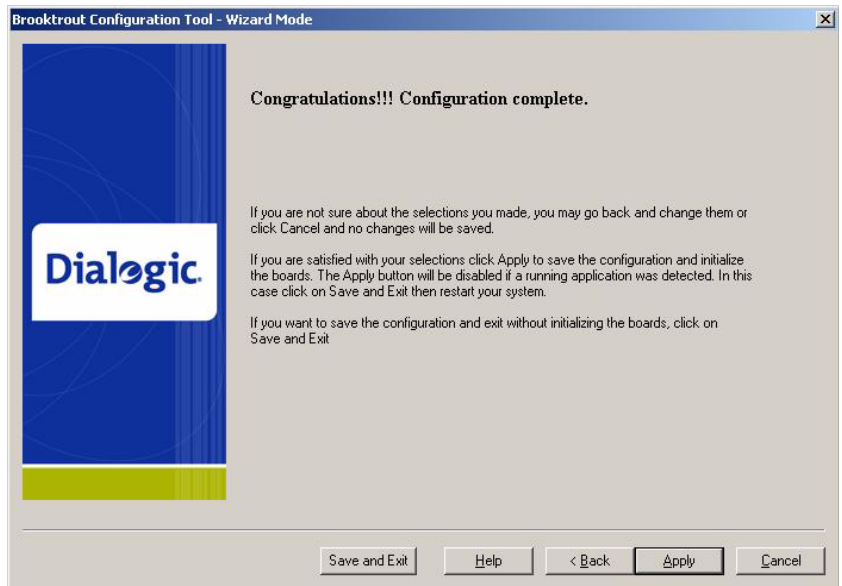 Brooktrout Configuration Tool - Wizard Mode
Congratulations!!! Configuration complete.
If you are not sure about the selections you made, you may go back and change them or
click Cancel and no changes will be saved.
Dialogic.
If you are satisfied with your selections click Apply to save the configuration and initialize
the boards. The Apply button will be disabled if a running application was detected. In this
case click on Save and Exit then restart your system.
If you want to save the configuration and exit without initializing the boards, click on
Save and Exit
Save and Exit
Help
< Back
Apply
Cancel